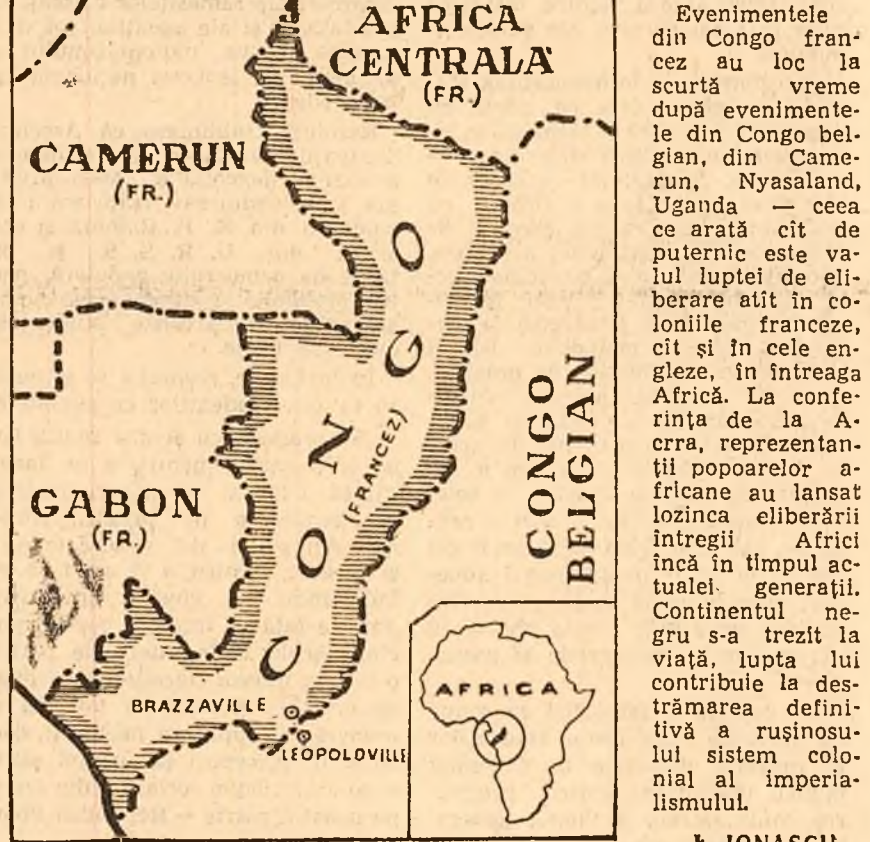 AFRICA
CENTRALĂ
(FR.)
CAMERUN
(FR.)
CONGO
(FRANCEZ)
CONGO
BELGIAN
GABON
(FR.)
BRAZZAVILLE
LEOPOLOVILLE
AFRICA
Evenimentele
din Congo fran-
cez au loc la
scurtă vreme
după evenimente-
le din Congo bel-
gian, din Came-
run, Nyasaland,
Uganda — ceea
ce arată cît de
puternic este va-
lul luptei de eli-
berare atît în co-
loniile franceze,
cît și în cele en-
gleze, în întreaga
Africă. La confe-
rința de la A-
crra, reprezentan-
ții popoarelor a-
fricane au lansat
lozinca eliberării
întregii Africi
încă în timpul ac-
tualei generații.
Continentul ne-
gru s-a trezit la
viață, lupta lui
contribuie la des-
trămarea defini-
tivă a rușinosu-
lui sistem colo-
nial al imperia-
lismului.